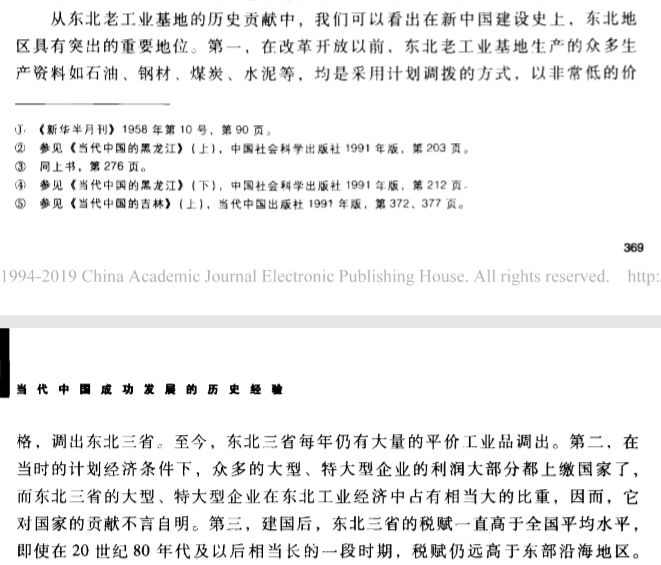 从东北老工业基地的历史贡献中，我们可以看出在新中国建设史上，东北地
区具有突出的重要地位。第一，在改革开放以前，东北老工业基地生产的众多生
产资料如石油、钢材、煤炭、水泥等，均是采用计划调拨的方式，以非常低的价
① 《新华半月刊》1958 年第 10 号，第 90 页。
② 参见《当代中国的黑龙江》（上），中国社会科学出版社 1991 年版，第 203 页。
③ 同上书，第 276 页。
④ 参见《当代中国的黑龙江》（下），中国社会科学出版社 1991 年版，第 212 页。
⑤ 参见《当代中国的吉林》（上），当代中国出版社 1991 年版，第 372、377 页。
369
1994-2019 China Academic Journal Electronic Publishing House. All rights reserved. http:
当代中国成功发展的历史经验
格，调出东北三省。至今，东北三省每年仍有大量的平价工业品调出。第二，在
当时的计划经济条件下，众多的大型、特大型企业的利润大部分都上缴国家了，
而东北三省的大型、特大型企业在东北工业经济中占有相当大的比重，因而，它
对国家的贡献不言自明。第三，建国后，东北三省的税赋一直高于全国平均水平，
即使在 20 世纪 80 年代及以后相当长的一段时期，税赋仍远高于东部沿海地区。